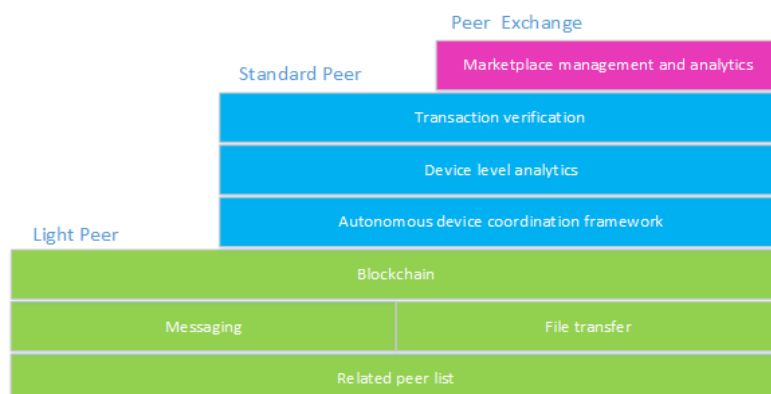 Peer Exchange
Marketplace management and analytics
Standard Peer
Transaction verification
Device level analytics
Autonomous device coordination framework
Light Peer
Blockchain
Messaging
File transfer
Related peer list